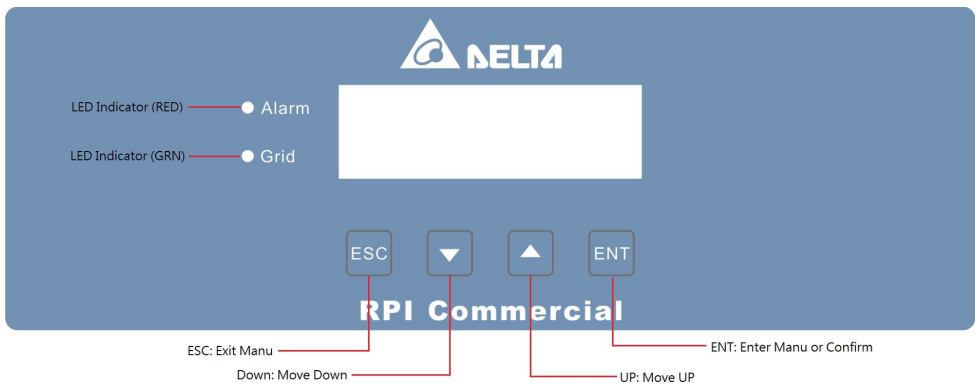 DELTA
LED Indicator (RED) Alarm
LED Indicator (GRN) Grid
ESC ENT
RPI Commercial
ESC: Exit Manu
ENT: Enter Manu or Confirm
Down: Move Down
UP: Move UP